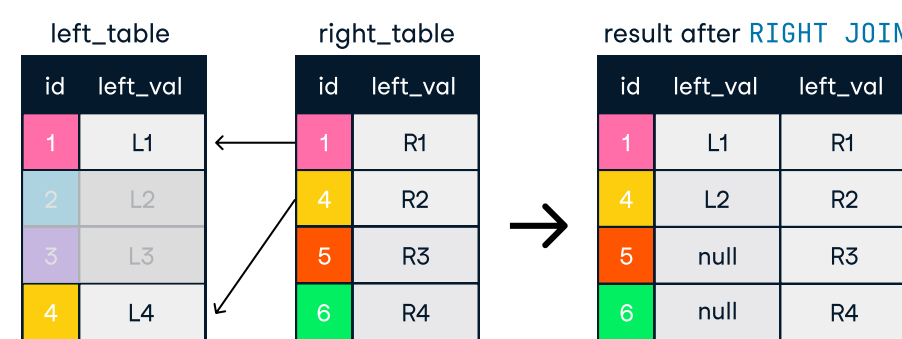 left_table right_table result after RIGHT JOIN
id left_val id left_val id left_val left_val
1 L1 1 R1 1 L1 R1
2 L2 4 R2 4 L2 R2
3 L3 5 R3 5 null R3
4 L4 6 R4 6 null R4